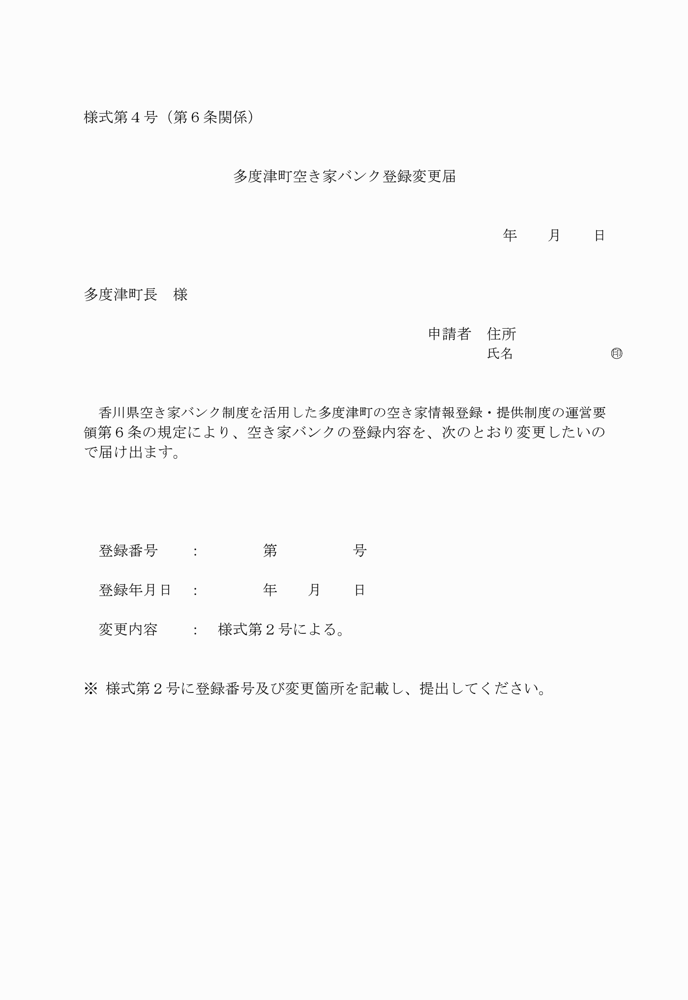 様式第４号（第６条関係）
多度津町空き家バンク登録変更届
年　　月　　日
多度津町長　様
申請者　住所
氏名　　　　　　　㊞
香川県空き家バンク制度を活用した多度津町の空き家情報登録・提供制度の運営要
領第６条の規定により、空き家バンクの登録内容を、次のとおり変更したいの
で届け出ます。
登録番号　　：　　　　第　　　　　号
登録年月日　：　　　　年　　月　　日
変更内容　　：　様式第２号による。
※ 様式第２号に登録番号及び変更箇所を記載し、提出してください。